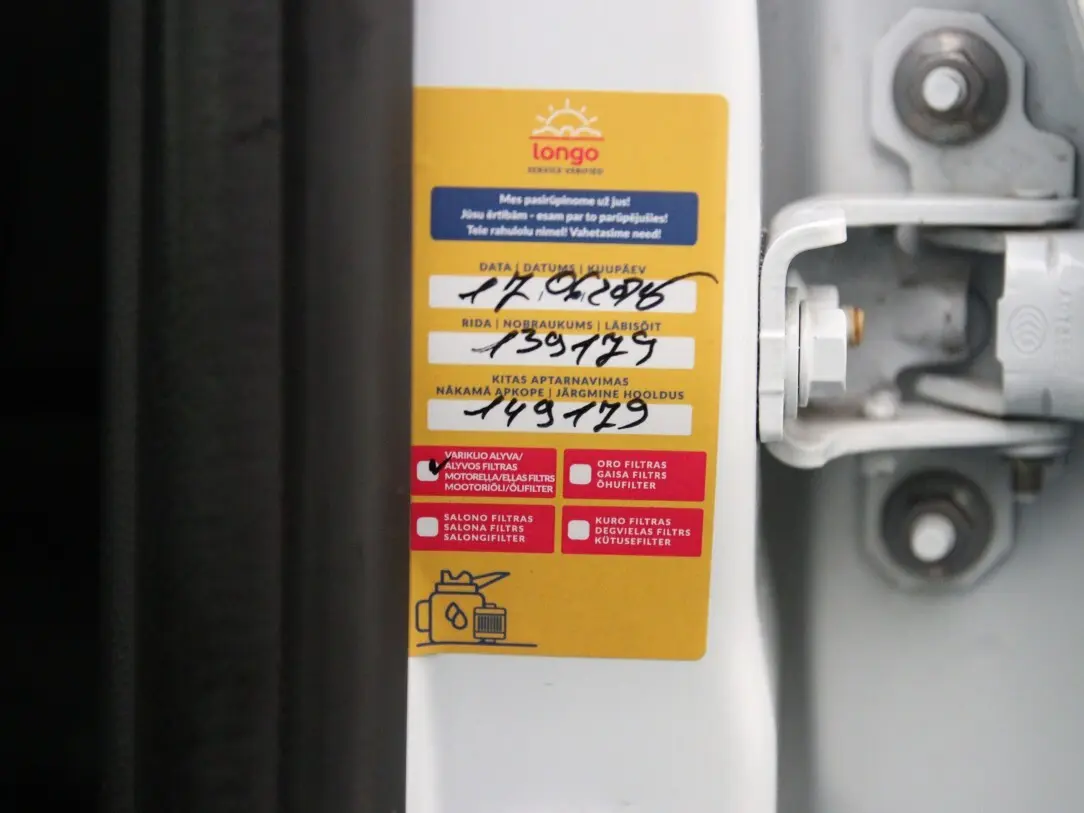 longo
SERVICE VERIFIED
Mes pasirūpinome už jus!
Jūsu ērtībām - esam par to parūpējušies!
Teie rahulolu nimel! Vahetasime need!
DATA | DATUMS | KUUPÄEV
RIDA | NOBRAUKUMS | LÄBISÕIT
139179
KITAS APTARNAVIMAS
NĀKAMĀ APKOPE | JÄRGMINE HOOLDUS
149179
VARIKLIO ALYVA/
ALYVOS FILTRAS
MOTOREĻĻA/EĻĻAS FILTRS
MOOTORIÕLI/ÕLIFILTER
ORO FILTRAS
GAISA FILTRS
ÕHUFILTER
SALONO FILTRAS
SALONA FILTRS
SALONGIFILTER
KURO FILTRAS
DEGVIELAS FILTRS
KÜTUSEFILTER